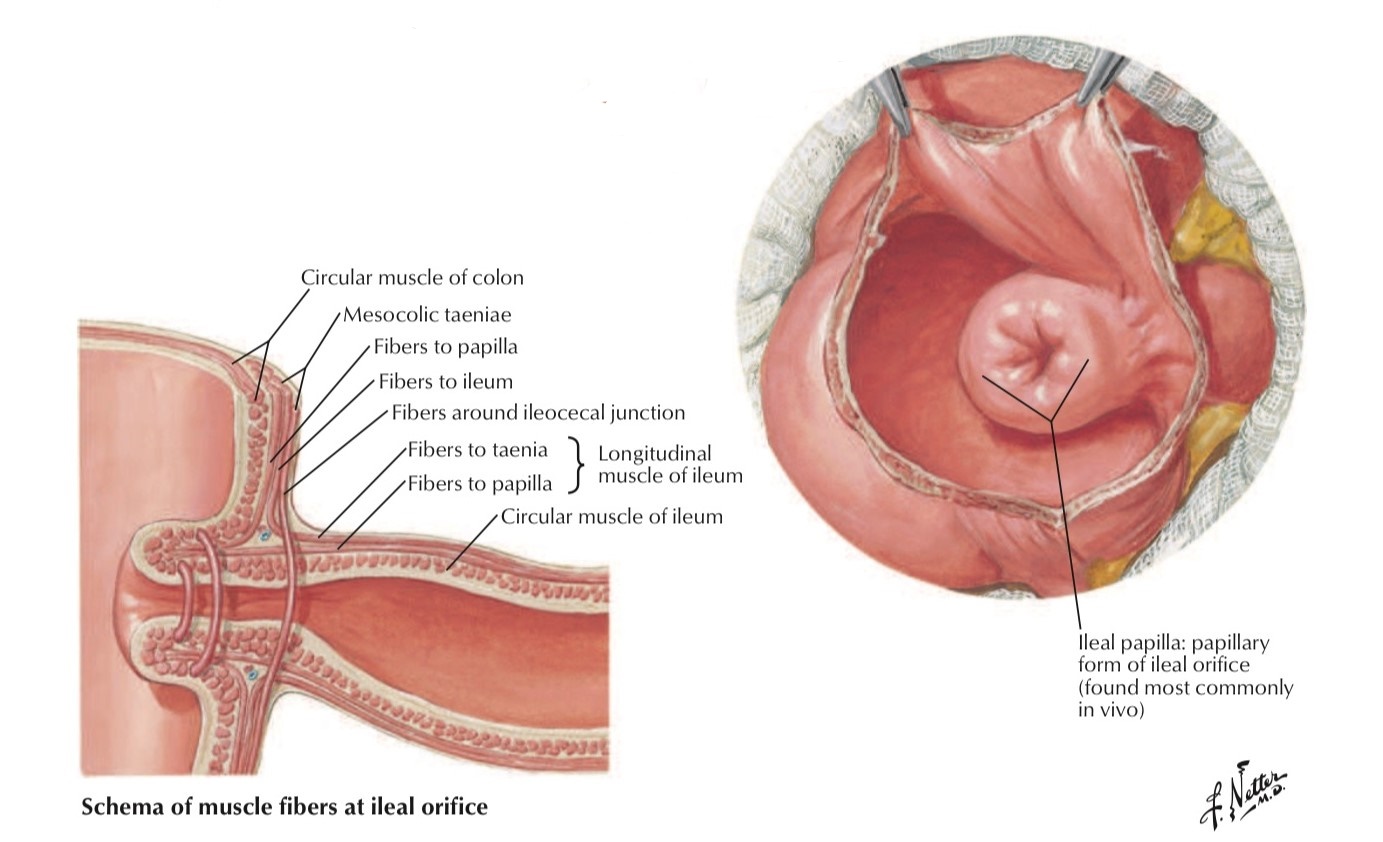 Circular muscle of colon
Mesocolic taeniae
Fibers to papilla
Fibers to ileum
Fibers around ileocecal junction
Fibers to taenia
Fibers to papilla
Longitudinal
muscle of ileum
Circular muscle of ileum
Ileal papilla: papillary
form of ileal orifice
(found most commonly
in vivo)
Schema of muscle fibers at ileal orifice
F. Netter
M.D.